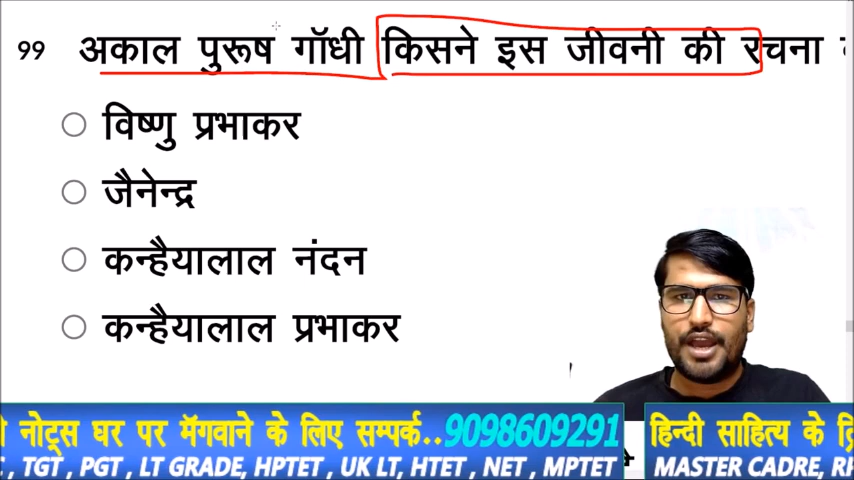 99 अकाल पुरूष गाँधी किसने इस जीवनी की रचना
विष्णु प्रभाकर
जैनेन्द्र
कन्हैयालाल नंदन
कन्हैयालाल प्रभाकर
नोट्स घर पर मॅगवाने के लिए सम्पर्क..9098609291 हिन्दी साहित्य के
, TGT , PGT , LT GRADE, HPTET , UK LT, HTET , NET , MPTET MASTER CADRE,